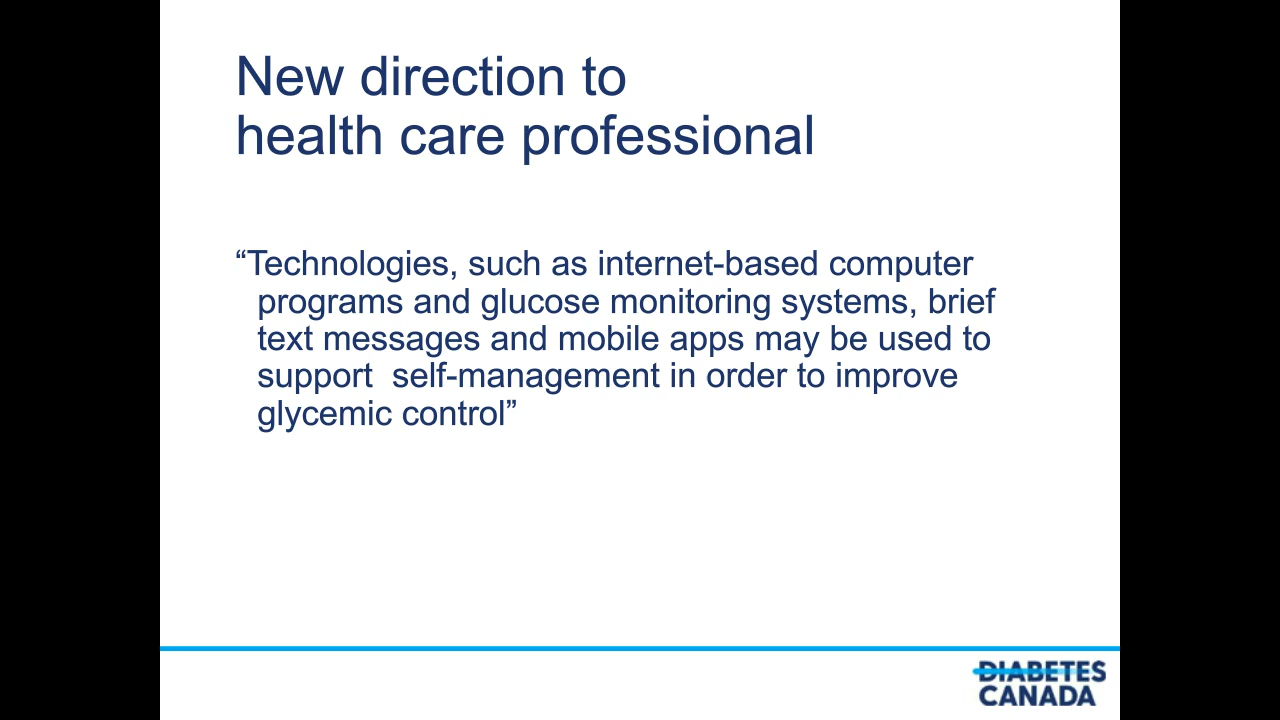 New direction to
health care professional
“Technologies, such as internet-based computer
programs and glucose monitoring systems, brief
text messages and mobile apps may be used to
support  self-management in order to improve
glycemic control”
DIABETES
CANADA